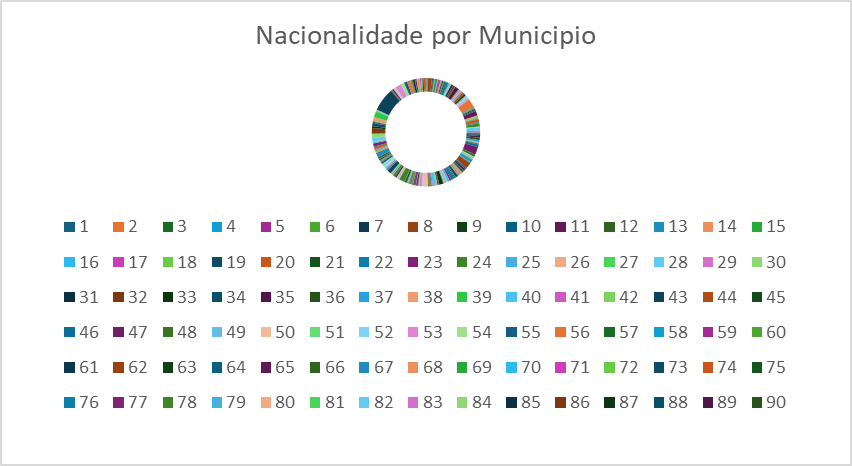 Nacionalidade por Municipio
1 2 3 4 5 6 7 8 9 10 11 12 13 14 15
16 17 18 19 20 21 22 23 24 25 26 27 28 29 30
31 32 33 34 35 36 37 38 39 40 41 42 43 44 45
46 47 48 49 50 51 52 53 54 55 56 57 58 59 60
61 62 63 64 65 66 67 68 69 70 71 72 73 74 75
76 77 78 79 80 81 82 83 84 85 86 87 88 89 90